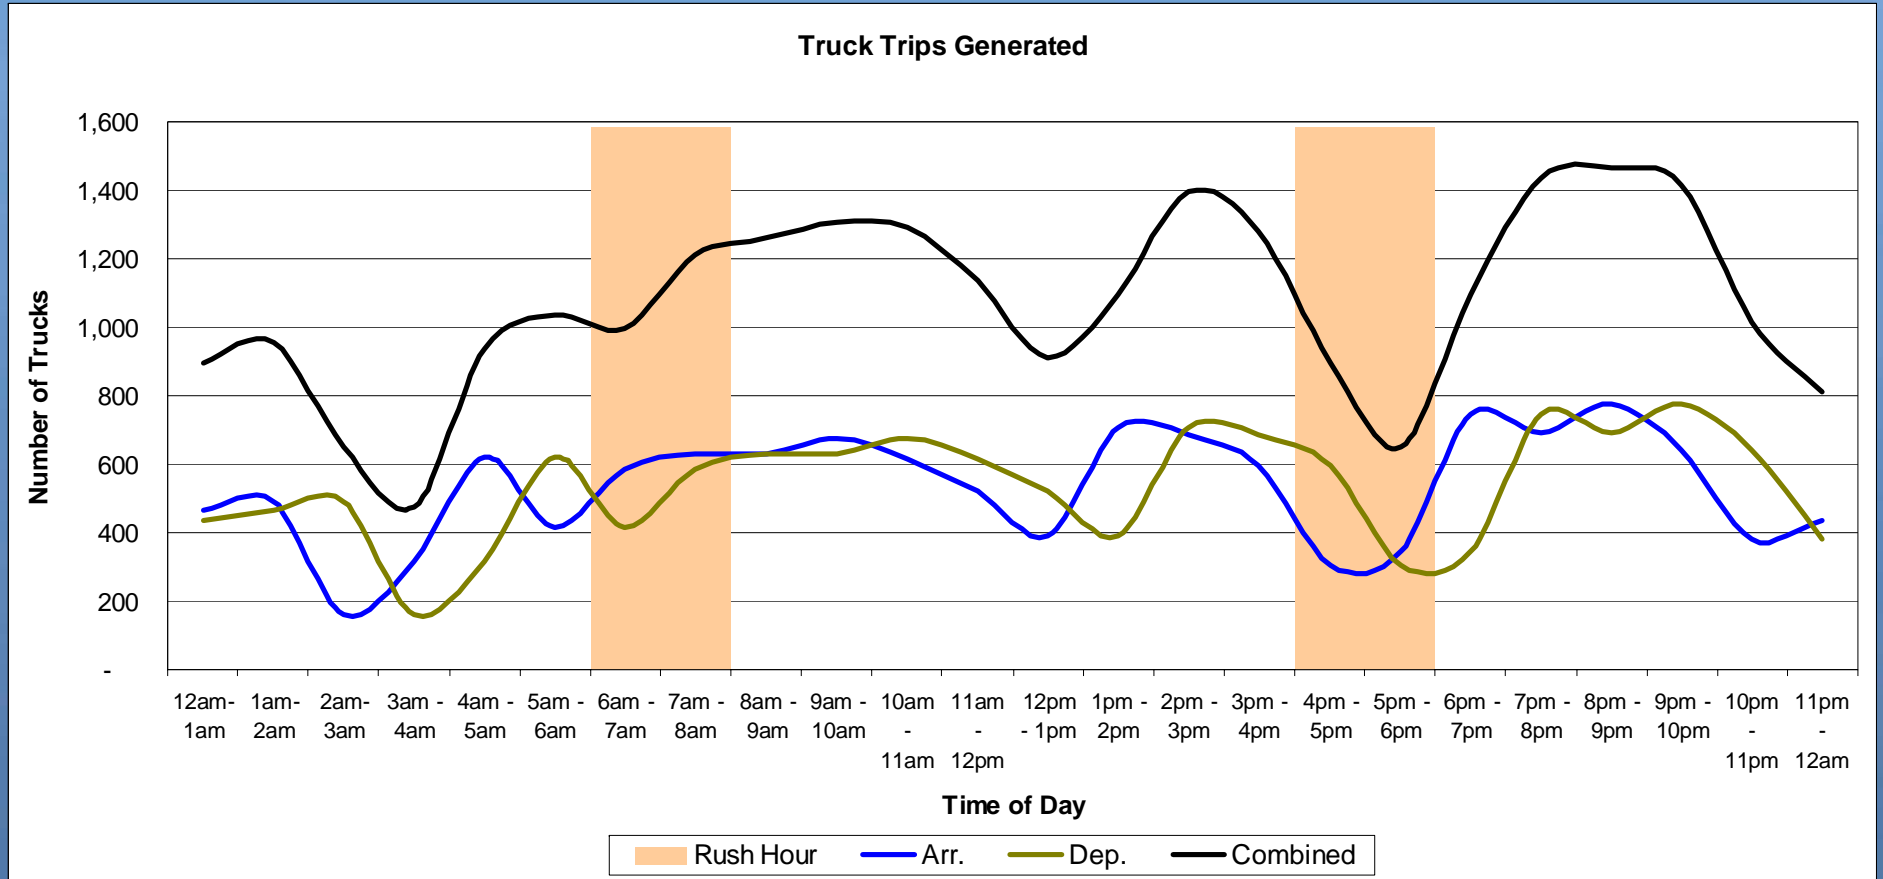 Truck Trips Generated
1,600
1,400
1,200
1,000
800
600
400
200
-
Number of Trucks
12am- 1am- 2am- 3am - 4am - 5am - 6am - 7am - 8am - 9am - 10am 11am 12pm 1pm - 2pm - 3pm - 4pm - 5pm - 6pm - 7pm - 8pm - 9pm - 10pm 11pm
1am 2am 3am 4am 5am 6am 7am 8am 9am 10am - - - 1pm 2pm 3pm 4pm 5pm 6pm 7pm 8pm 9pm 10pm - -
11am 12pm 11pm 12am
Time of Day
Rush Hour Arr. Dep. Combined